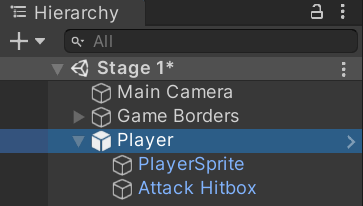 Hierarchy
All
Stage 1*
Main Camera
Game Borders
Player
PlayerSprite
Attack Hitbox